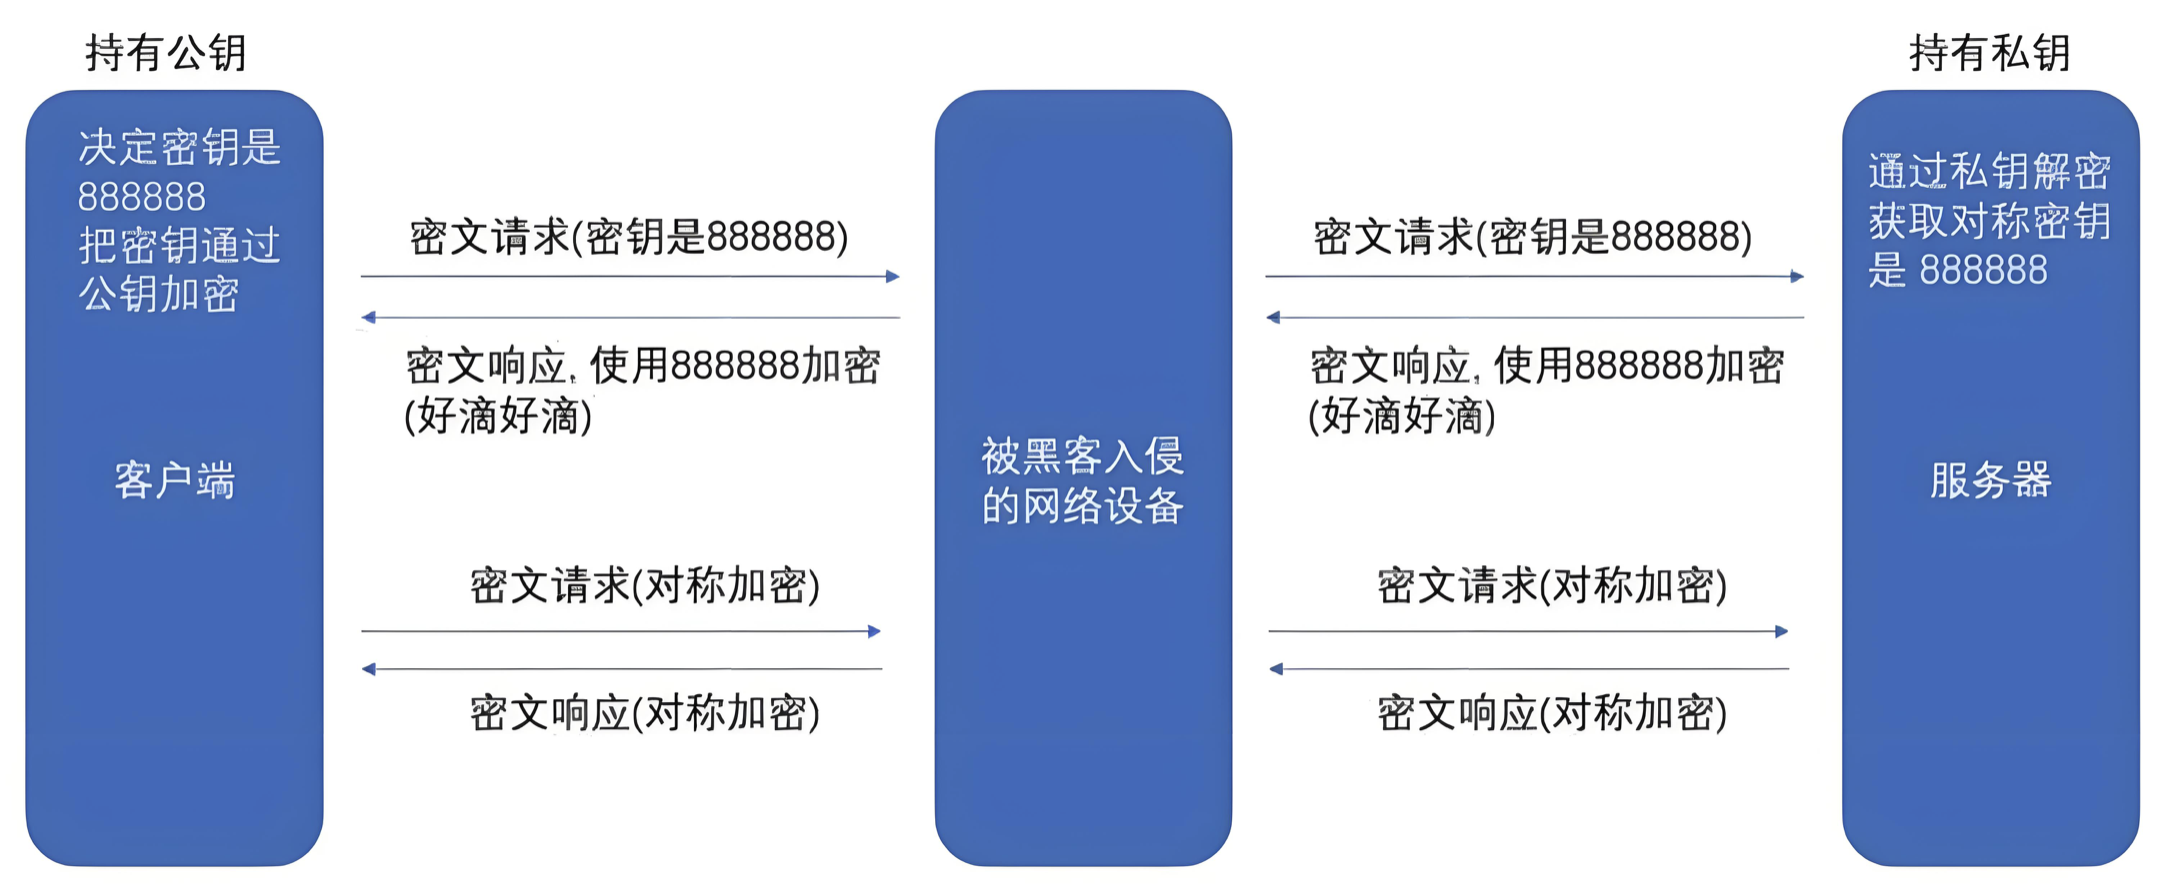 持有公钥
持有私钥
决定密钥是
888888
把密钥通过
公钥加密
客户端
密文请求(密钥是888888)
密文响应, 使用888888加密
(好滴好滴)
密文请求(对称加密)
密文响应(对称加密)
被黑客入侵
的网络设备
密文请求(密钥是888888)
密文响应, 使用888888加密
(好滴好滴)
密文请求(对称加密)
密文响应(对称加密)
通过私钥解密
获取对称密钥
是 888888
服务器